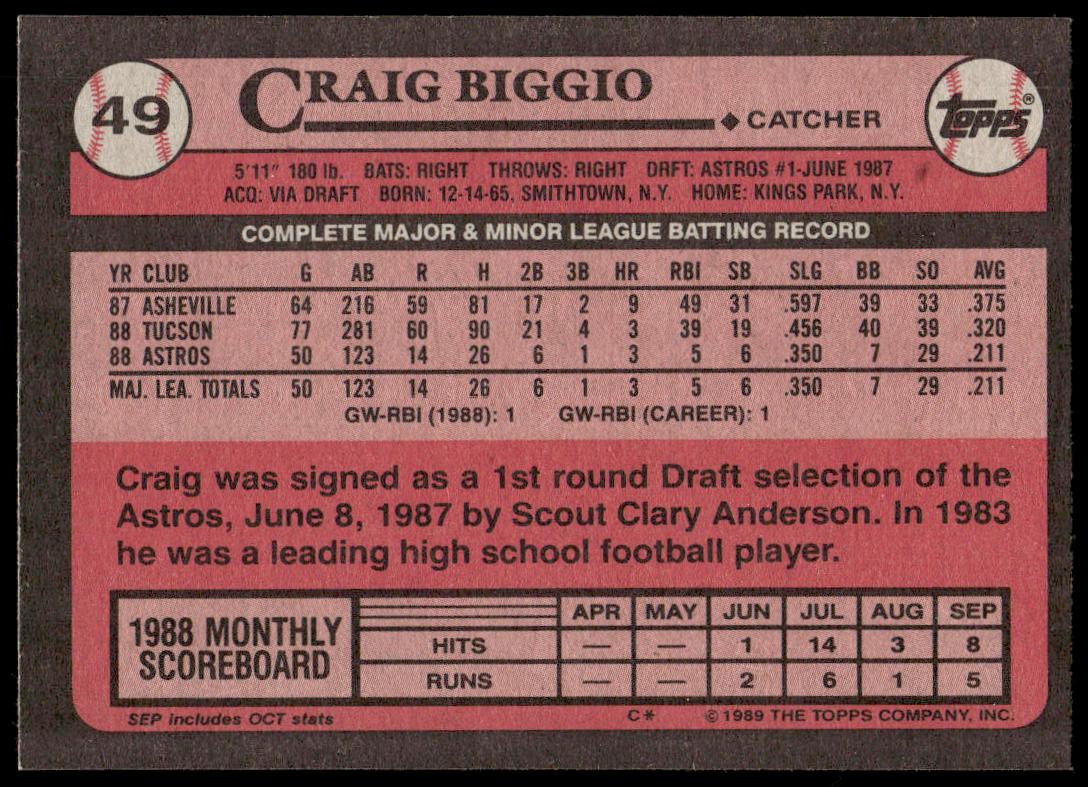 49
CRAIG BIGGIO
◆ CATCHER
topps®
5'11" 180 lb. BATS: RIGHT THROWS: RIGHT DRFT: ASTROS #1-JUNE 1987
ACQ: VIA DRAFT BORN: 12-14-65, SMITHTOWN, N.Y. HOME: KINGS PARK, N.Y.
COMPLETE MAJOR & MINOR LEAGUE BATTING RECORD
YR CLUB G AB R H 2B 3B HR RBI SB SLG BB SO AVG
87 ASHEVILLE 64 216 59 81 17 2 9 49 31 .597 39 33 .375
88 TUCSON 77 281 60 90 21 4 3 39 19 .456 40 39 .320
88 ASTROS 50 123 14 26 6 1 3 5 6 .350 7 29 .211
MAJ. LEA. TOTALS 50 123 14 26 6 1 3 5 6 .350 7 29 .211
GW-RBI (1988): 1 GW-RBI (CAREER): 1
Craig was signed as a 1st round Draft selection of the
Astros, June 8, 1987 by Scout Clary Anderson. In 1983
he was a leading high school football player.
1988 MONTHLY
SCOREBOARD
APR MAY JUN JUL AUG SEP
HITS — — 1 14 3 8
RUNS — — 2 6 1 5
SEP includes OCT stats C* ©1989 THE TOPPS COMPANY, INC.